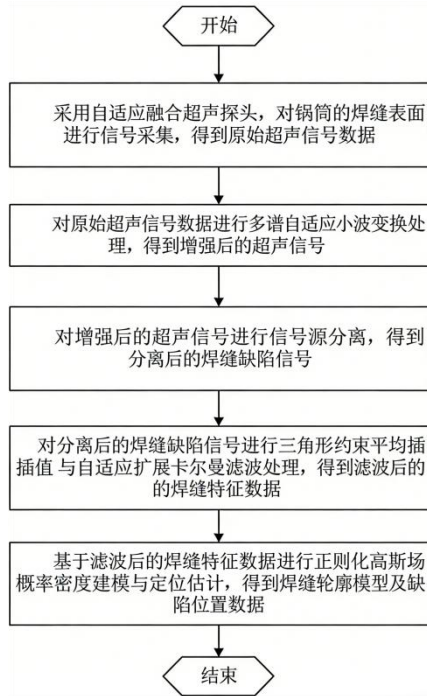 开始
采用自适应融合超声探头，对锅筒的焊缝表面
进行信号采集，得到原始超声信号数据
对原始超声信号数据进行多谱自适应小波变换处
理，得到增强后的超声信号
对增强后的超声信号进行信号源分离，得到
分离后的焊缝缺陷信号
对分离后的焊缝缺陷信号进行三角形约束平均插
插值 与自适应扩展卡尔曼滤波处理，得到滤波后的
的焊缝特征数据
基于滤波后的焊缝特征数据进行正则化高斯场
概率密度建模与定位估计，得到焊缝轮廓模型及缺
陷位置数据
结束